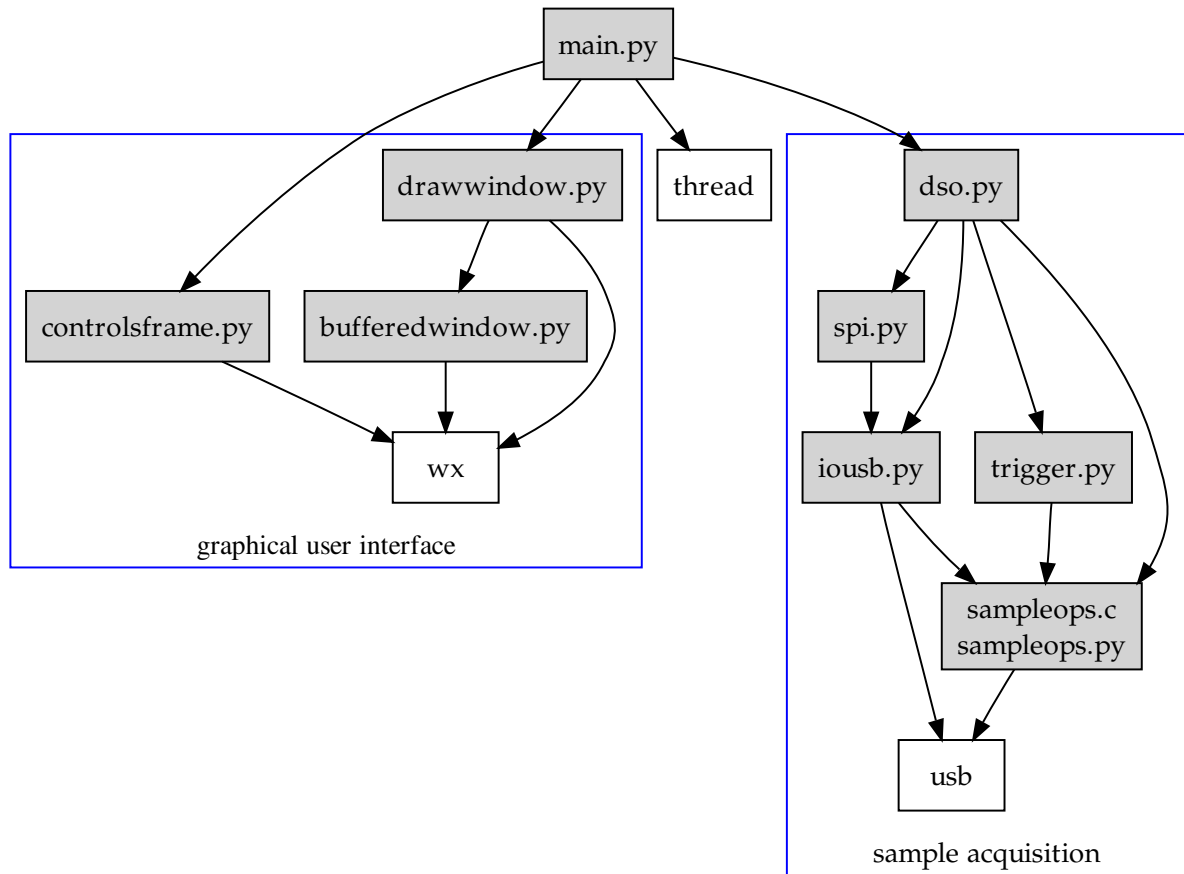 main.py
drawwindow.py
thread
dso.py
controlsframe.py
bufferedwindow.py
spi.py
wx
iousb.py
trigger.py
graphical user interface
sampleops.c
sampleops.py
usb
sample acquisition